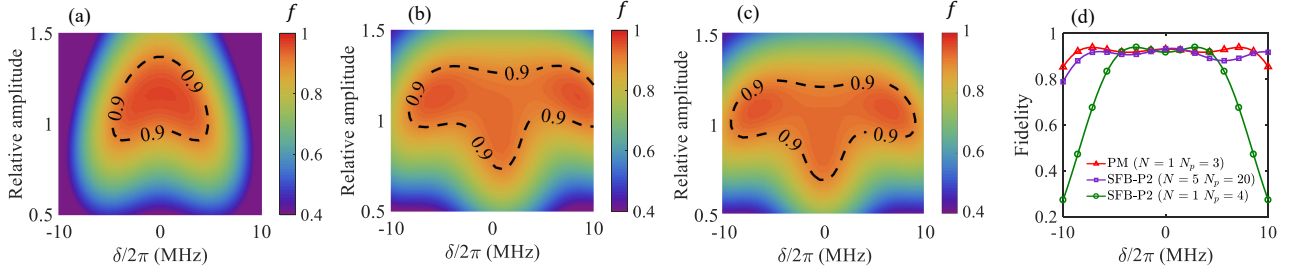 (a)
f
1.5
1
0.5
Relative amplitude
0.9
0.9
0.9
-10
0
10
δ/2π (MHz)
1
0.8
0.6
0.4
(b)
f
1.5
1
0.5
Relative amplitude
0.9
0.9
0.9
0.9
-10
0
10
δ/2π (MHz)
1
0.8
0.6
0.4
(c)
f
1.5
1
0.5
Relative amplitude
0.9
0.9
0.9
0.9
-10
0
10
δ/2π (MHz)
1
0.8
0.6
0.4
(d)
1
0.8
0.6
0.4
0.2
Fidelity
PM (N = 1 N_p = 3)
SFB-P2 (N = 5 N_p = 20)
SFB-P2 (N = 1 N_p = 4)
-10
0
10
δ/2π (MHz)